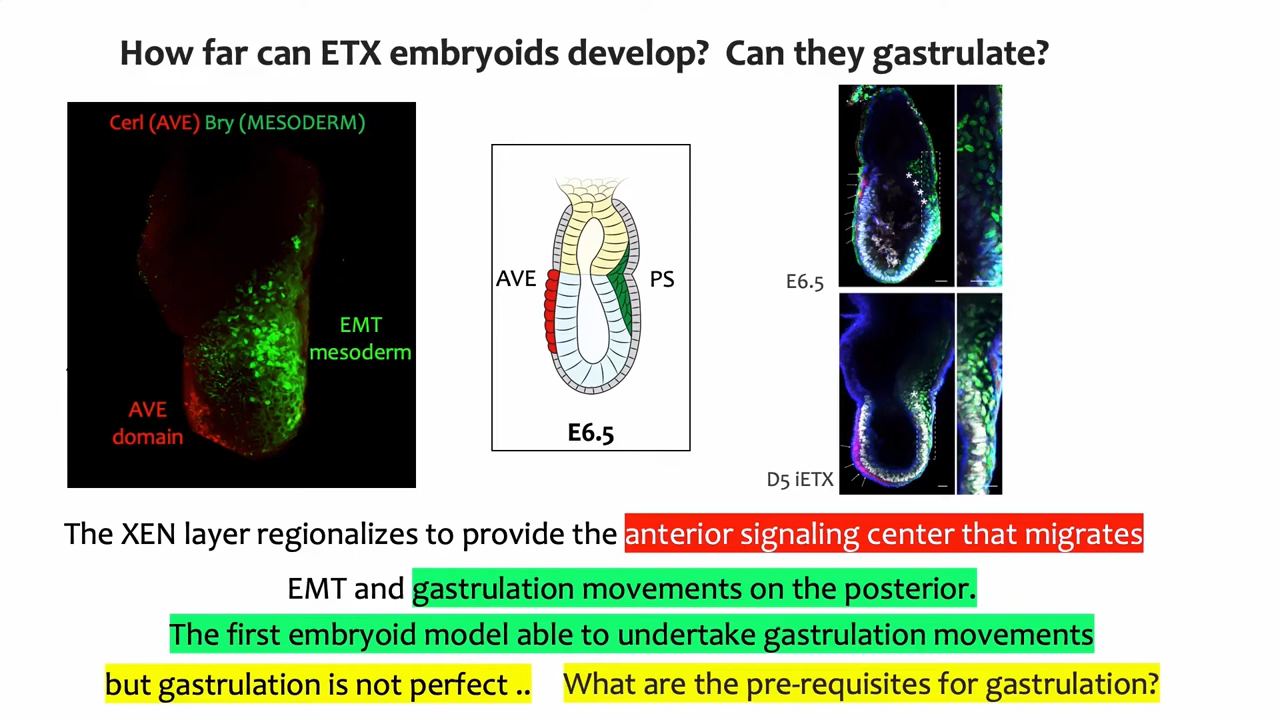 How far can ETX embryoids develop? Can they gastrulate?
Cerl (AVE) Bry (MESODERM)
EMT
mesoderm
AVE
domain
AVE
PS
E6.5
E6.5
D5 iETX
The XEN layer regionalizes to provide the anterior signaling center that migrates
EMT and gastrulation movements on the posterior.
The first embryoid model able to undertake gastrulation movements
but gastrulation is not perfect .. What are the pre-requisites for gastrulation?